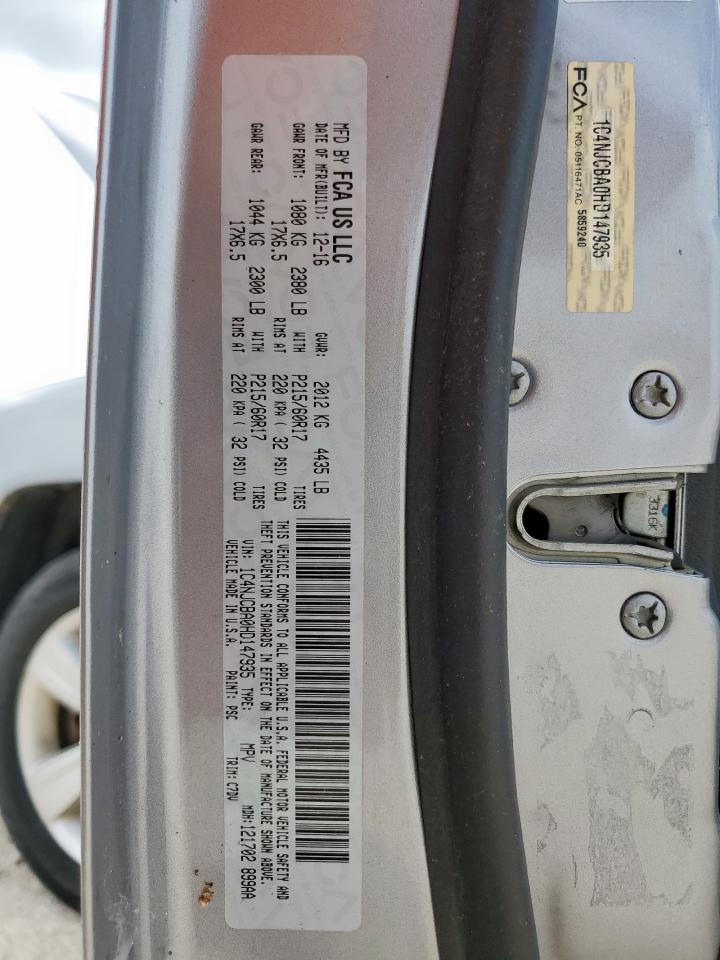 MFD BY FCA US LLC
DATE OF MFR(BUILT): 12-16 GVWR: 2012 KG 4435 LB
GAWR FRONT: 1080 KG 2380 LB WITH P215/60R17 TIRES
17X6.5 RIMS AT 220 KPA ( 32 PSI) COLD
GAWR REAR: 1044 KG 2300 LB WITH P215/60R17 TIRES
17X6.5 RIMS AT 220 KPA ( 32 PSI) COLD
THIS VEHICLE CONFORMS TO ALL APPLICABLE U.S.A. FEDERAL MOTOR VEHICLE SAFETY AND
THEFT PREVENTION STANDARDS IN EFFECT ON THE DATE OF MANUFACTURE SHOWN ABOVE.
VIN: 1C4NJCBA0HD147935 TYPE: MPV MDH:121702 899AA
VEHICLE MADE IN U.S.A. PAINT: PSC TRIM:C7DV
1C4NJCBA0HD147935
FCA PT. NO. 05116471AC 5859240
3316K